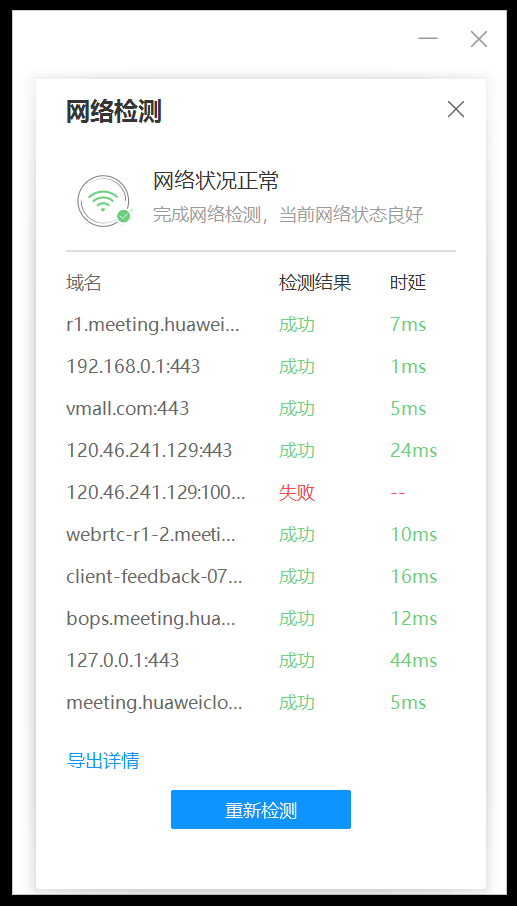 网络检测
网络状况正常
完成网络检测，当前网络状态良好
域名 检测结果 时延
r1.meeting.huawei... 成功 7ms
192.168.0.1:443 成功 1ms
vmall.com:443 成功 5ms
120.46.241.129:443 成功 24ms
120.46.241.129:100... 失败 --
webrtc-r1-2.meeti... 成功 10ms
client-feedback-07... 成功 16ms
bops.meeting.hua... 成功 12ms
127.0.0.1:443 成功 44ms
meeting.huaweiclo... 成功 5ms
导出详情
重新检测